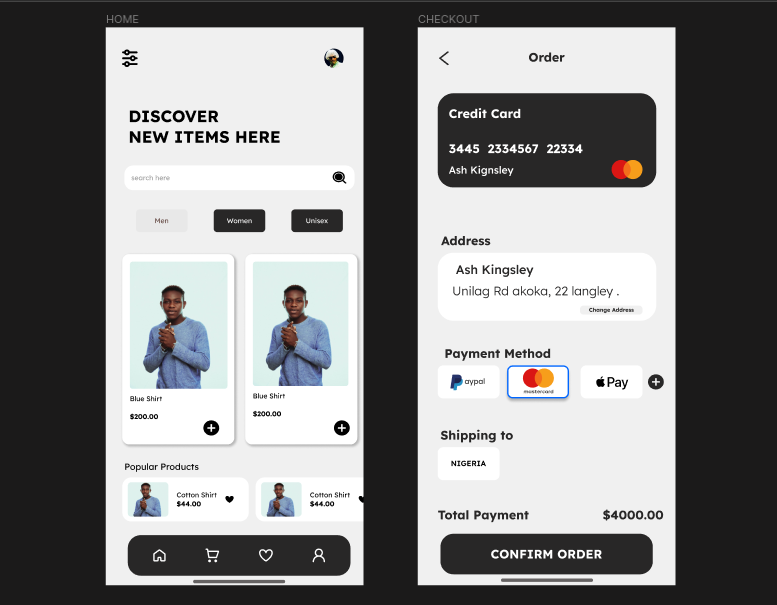 HOME
DISCOVER
NEW ITEMS HERE
search here
Men
Women
Unisex
Blue Shirt
$200.00
Blue Shirt
$200.00
Popular Products
Cotton Shirt
$44.00
Cotton Shirt
$44.00
CHECKOUT
Order
Credit Card
3445 2334567 22334
Ash Kignsley
Address
Ash Kingsley
Unilag Rd akoka, 22 langley .
Change Address
Payment Method
aypal
mastercard
Pay
Shipping to
NIGERIA
Total Payment
$4000.00
CONFIRM ORDER